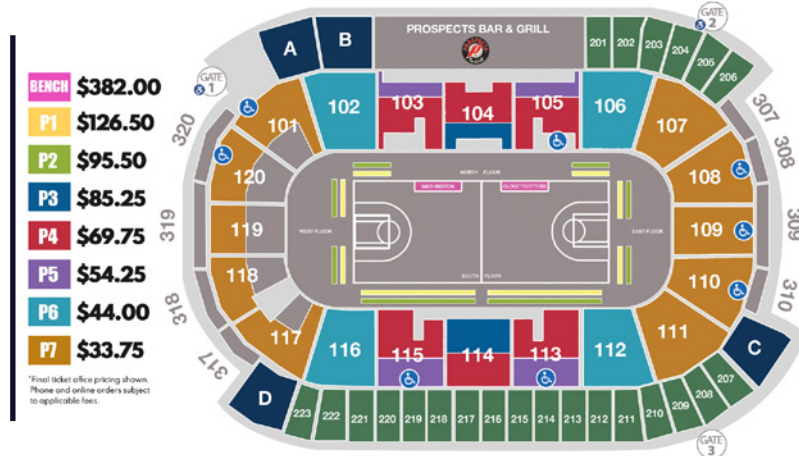 BENCH $382.00
P1 $126.50
P2 $95.50
P3 $85.25
P4 $69.75
P5 $54.25
P6 $44.00
P7 $33.75
*Final ticket office pricing shown.
Phone and online orders subject
to applicable fees.
PROSPECTS BAR & GRILL
GATE
1
GATE
2
GATE
3
A
B
C
D
101
102
103
104
105
106
107
108
109
110
111
112
113
114
115
116
117
118
119
120
201
202
203
204
205
206
207
208
209
210
211
212
213
214
215
216
217
218
219
220
221
222
223
307
308
309
310
317
318
319
320
NORTH FLOOR
WASHINGTON
GLOBETROTTERS
WEST FLOOR
EAST FLOOR
SOUTH FLOOR